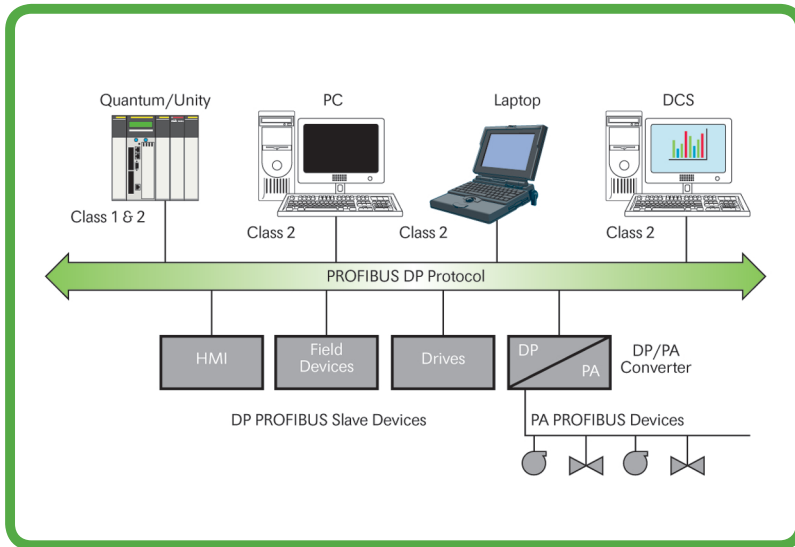 Quantum/Unity
PC
Laptop
DCS
Class 1 & 2
Class 2
Class 2
Class 2
PROFIBUS DP Protocol
HMI
Field
Devices
Drives
DP
PA
DP/PA
Converter
DP PROFIBUS Slave Devices
PA PROFIBUS Devices